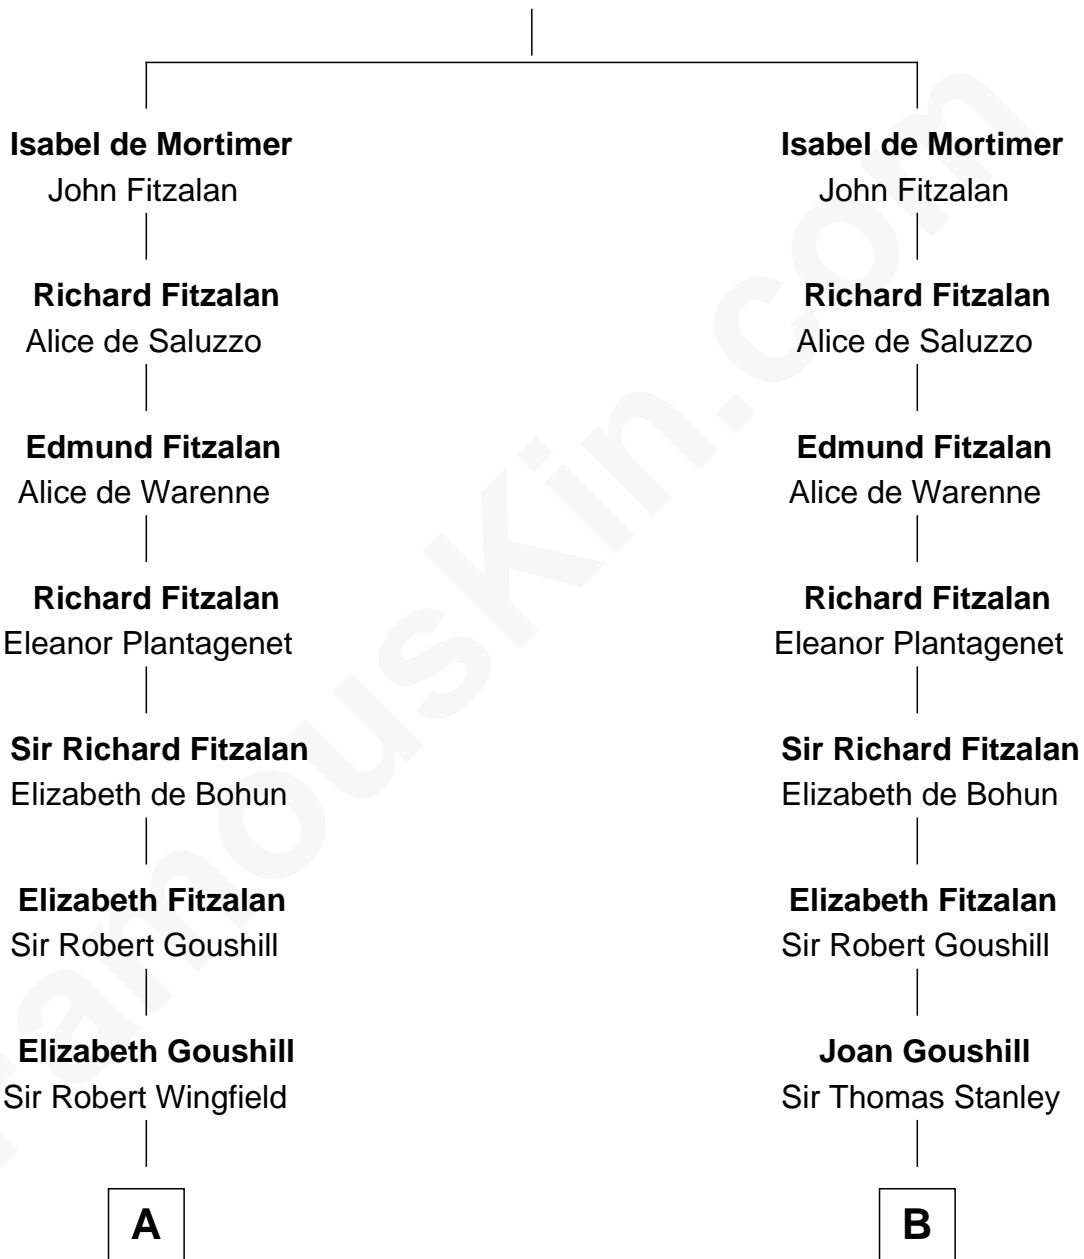 Isabel de Mortimer
John Fitzalan
Richard Fitzalan
Alice de Saluzzo
Edmund Fitzalan
Alice de Warenne
Richard Fitzalan
Eleanor Plantagenet
Sir Richard Fitzalan
Elizabeth de Bohun
Elizabeth Fitzalan
Sir Robert Goushill
Elizabeth Goushill
Sir Robert Wingfield
A
Isabel de Mortimer
John Fitzalan
Richard Fitzalan
Alice de Saluzzo
Edmund Fitzalan
Alice de Warenne
Richard Fitzalan
Eleanor Plantagenet
Sir Richard Fitzalan
Elizabeth de Bohun
Elizabeth Fitzalan
Sir Robert Goushill
Joan Goushill
Sir Thomas Stanley
B
FamousKin.com